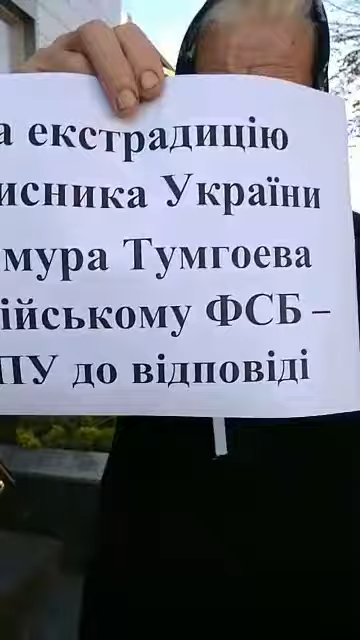 а екстрадицію
исника України
мура Тумгоева
ійському ФСБ –
ПУ до відповіді